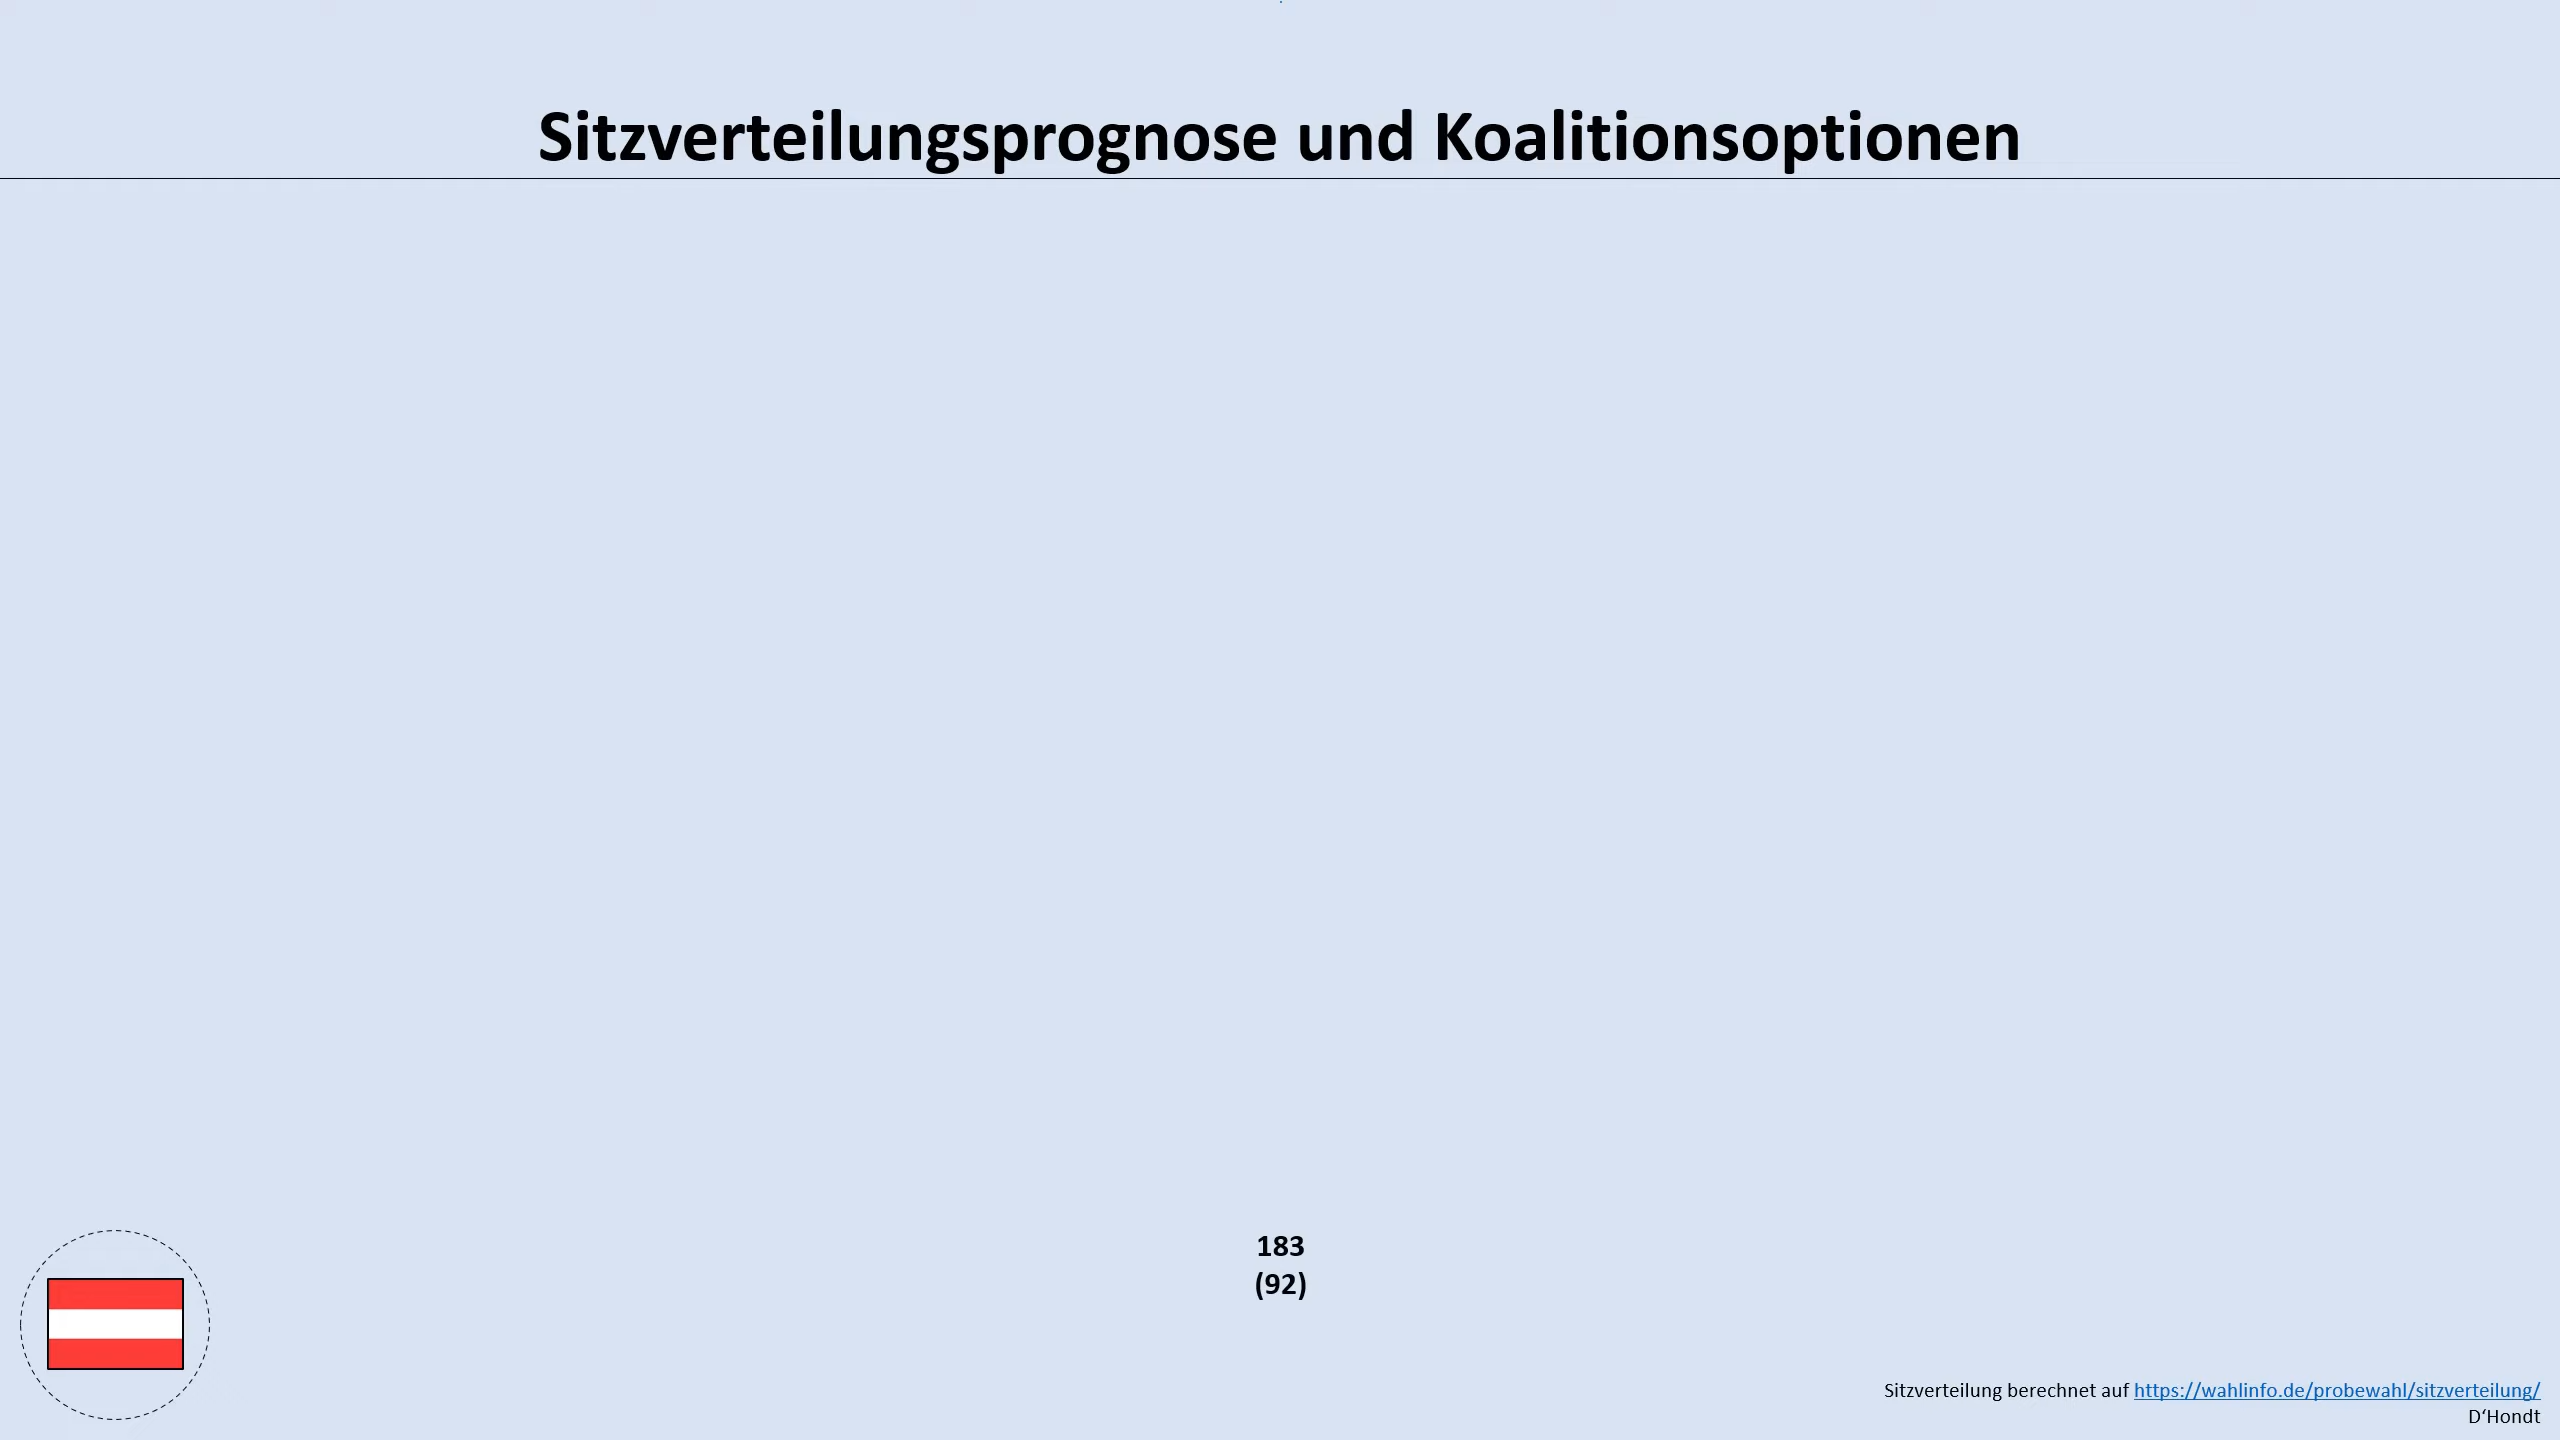 Sitzverteilungsprognose und Koalitionsoptionen
183
(92)
Sitzverteilung berechnet auf https://wahlinfo.de/probewahl/sitzverteilung/
D‘Hondt